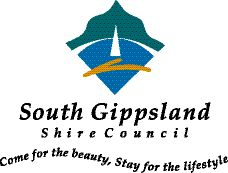 South Gippsland
Shire Council
Come for the beauty, Stay for the lifestyle